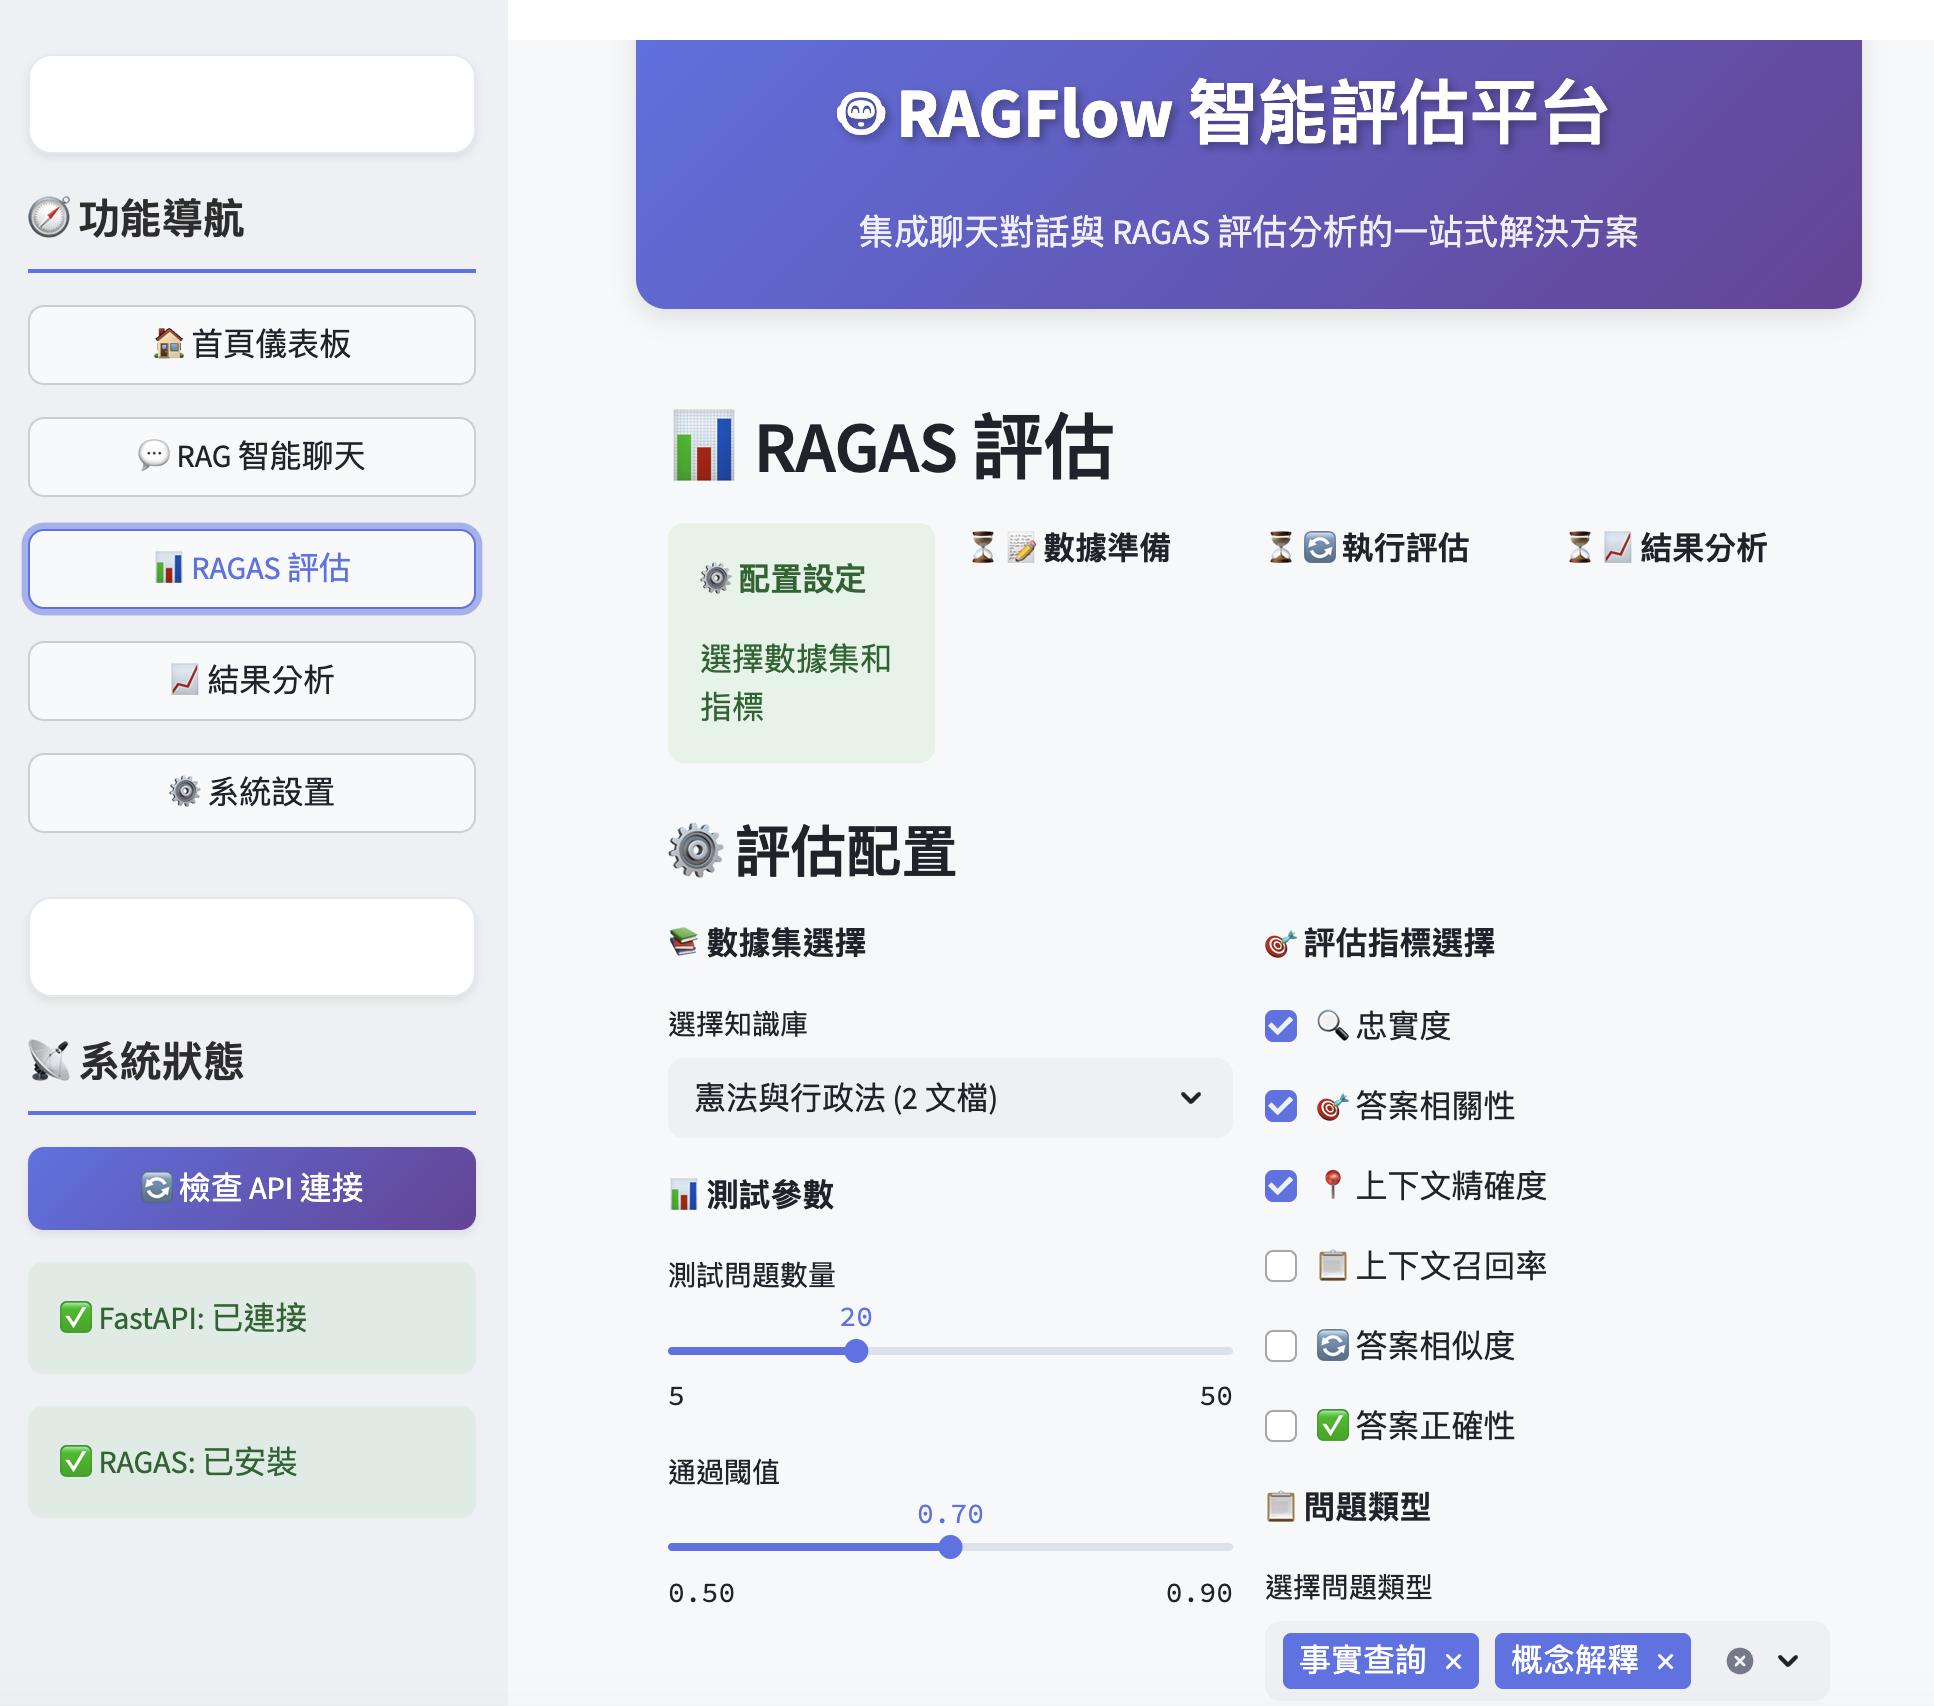 功能導航
首頁儀表板
RAG 智能聊天
RAGAS 評估
結果分析
系統設置
系統狀態
檢查 API 連接
FastAPI: 已連接
RAGAS: 已安裝
RAGFlow 智能評估平台
集成聊天對話與 RAGAS 評估分析的一站式解決方案
RAGAS 評估
配置設定
選擇數據集和
指標
數據準備
執行評估
結果分析
評估配置
數據集選擇
選擇知識庫
憲法與行政法 (2 文檔)
測試參數
測試問題數量
20
5 50
通過閾值
0.70
0.50 0.90
評估指標選擇
忠實度
答案相關性
上下文精確度
上下文召回率
答案相似度
答案正確性
問題類型
選擇問題類型
事實查詢 × 概念解釋 ×